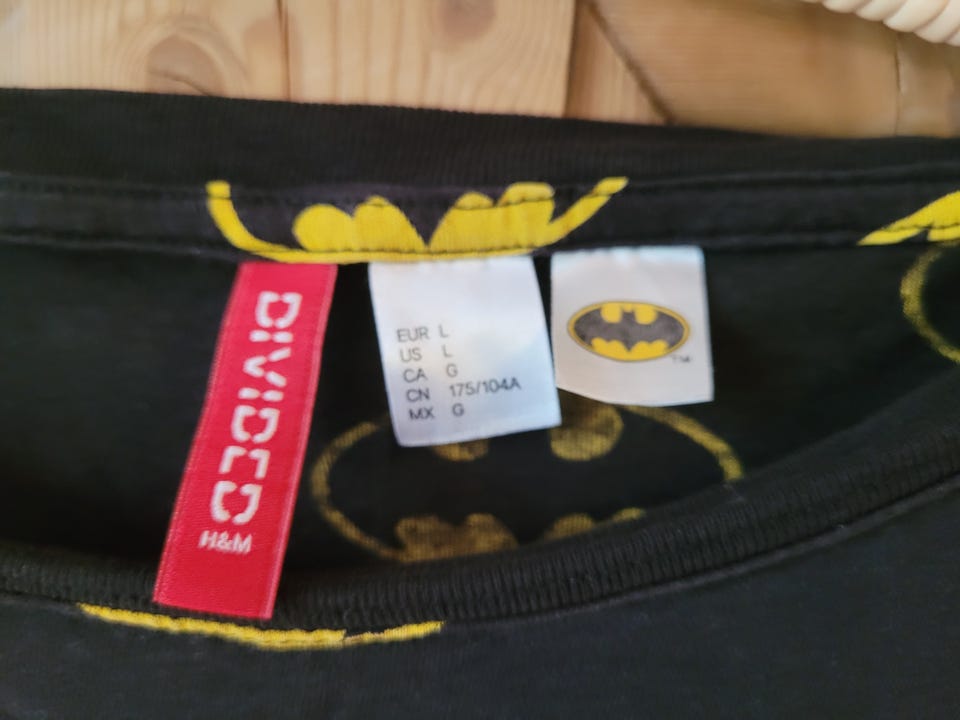 DIVIDED
H&M
EUR L
US L
CA G
CN 175/104A
MX G
TM